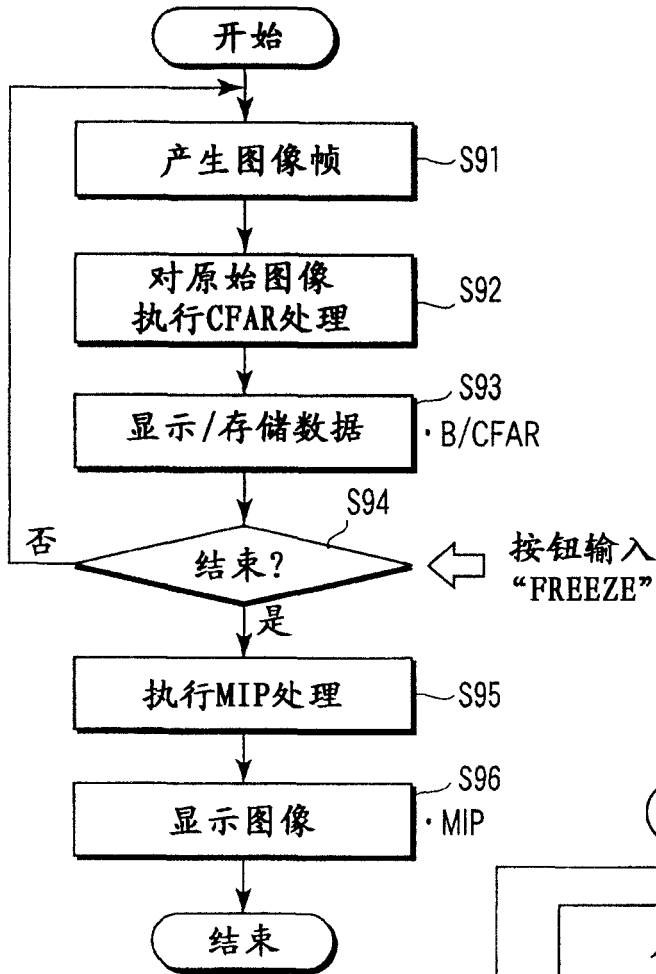 开始
产生图像帧
S91
对原始图像
执行CFAR处理
S92
S93
显示/存储数据
·B/CFAR
S94
否
结束?
按钮输入
“FREEZE”
是
执行MIP处理
S95
S96
显示图像
·MIP
结束